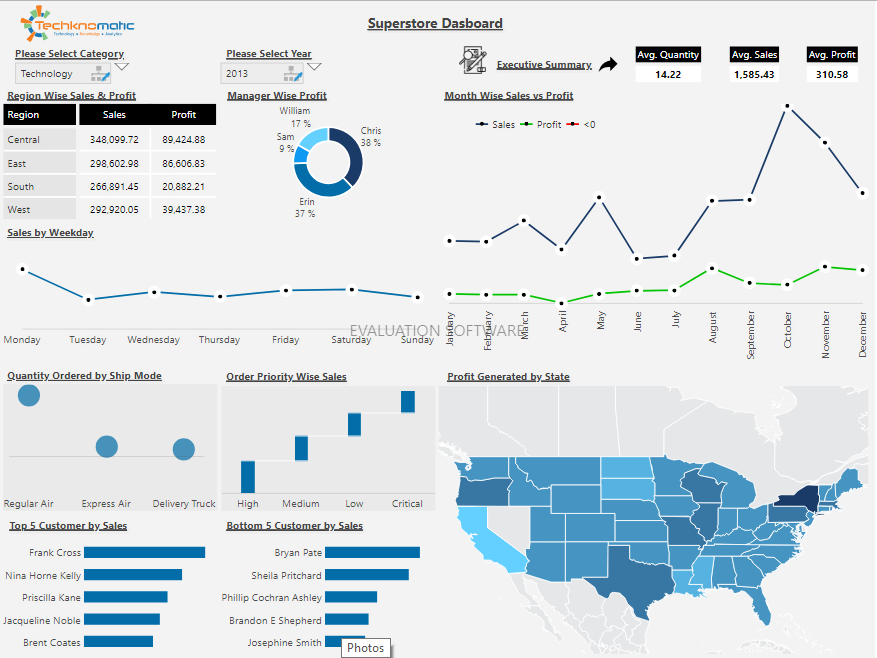 Techknomatic
Technology • Knowledge • Analytics
Superstore Dasboard
Please Select Category
Technology
Please Select Year
2013
Executive Summary
Avg. Quantity
14.22
Avg. Sales
1,585.43
Avg. Profit
310.58
Region Wise Sales & Profit
Region Sales Profit
Central 348,099.72 89,424.88
East 298,602.98 86,606.83
South 266,891.45 20,882.21
West 292,920.05 39,437.38
Manager Wise Profit
William
17 %
Sam
9 %
Chris
38 %
Erin
37 %
Month Wise Sales vs Profit
Sales Profit <0
January
February
March
April
May
June
July
August
September
October
November
December
Sales by Weekday
Monday Tuesday Wednesday Thursday Friday Saturday Sunday
EVALUATION SOFTWARE
Quantity Ordered by Ship Mode
Regular Air Express Air Delivery Truck
Order Priority Wise Sales
High Medium Low Critical
Profit Generated by State
Top 5 Customer by Sales
Frank Cross
Nina Horne Kelly
Priscilla Kane
Jacqueline Noble
Brent Coates
Bottom 5 Customer by Sales
Bryan Pate
Sheila Pritchard
Phillip Cochran Ashley
Brandon E Shepherd
Josephine Smith
Photos